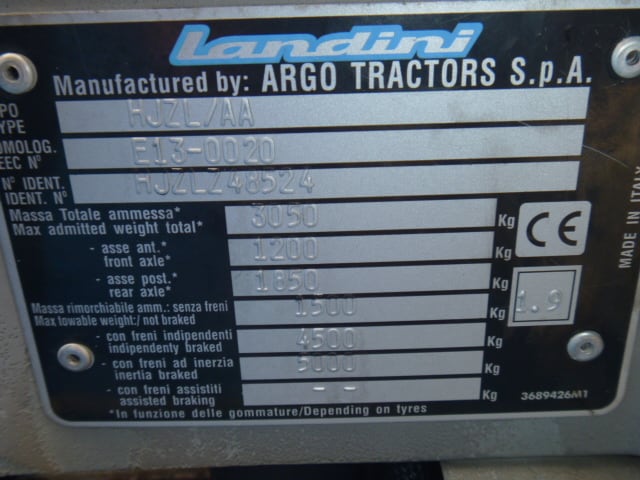 Landini
Manufactured by: ARGO TRACTORS S.p.A.
PO HJZL/AA
YPE
OMOLOG. E13-0020
EEC N°
N° IDENT. HJZLZ48524
IDENT. N°
Massa Totale ammessa* 3050 Kg
Max admitted weight total*
- asse ant.* 1200 Kg
front axle*
- asse post.* 1850 Kg
rear axle*
Massa rimorchiabile amm.: senza freni 1500 Kg
Max towable weight:/ not braked
- con freni indipendenti 4500 Kg
indipendenty braked
- con freni ad inerzia 5000 Kg
inertia braked
- con freni assistiti - - Kg
assisted braking
*In funzione delle gommature/Depending on tyres
CE
1.9
MADE IN ITALY
3689426M1